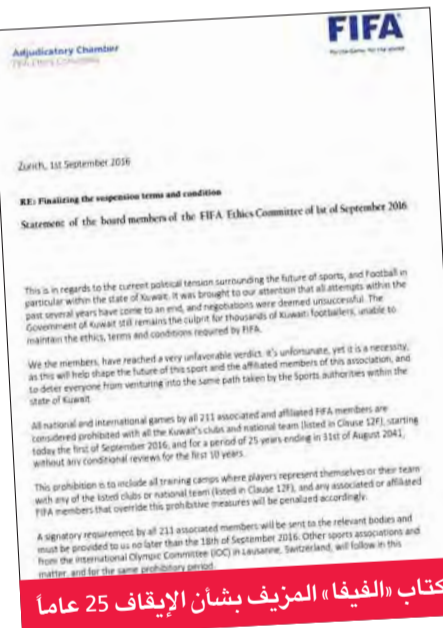 FIFA
For the Game. For the World.
Adjudicatory Chamber
FIFA Ethics Committee
Zurich, 1st September 2016
RE: Finalizing the suspension terms and condition
Statement of the board members of the FIFA Ethics Committee of 1st of September 2016
This is in regards to the current political tension surrounding the future of sports, and Football in
particular within the state of Kuwait. It was brought to our attention that all attempts within the
past several years have come to an end, and negotiations were deemed unsuccessful. The
Government of Kuwait still remains the culprit for thousands of Kuwaiti footballers, unable to
maintain the ethics, terms and conditions required by FIFA.
We the members, have reached a very unfavorable verdict. It's unfortunate, yet it is a necessity,
as this will help shape the future of this sport and the affiliated members of this association, and
to deter everyone from venturing into the same path taken by the Sports authorities within the
state of Kuwait.
All national and international games by all 211 associated and affiliated FIFA members are
considered prohibited with all the Kuwait's clubs and national team (listed in Clause 12F), starting
today the first of September 2016, and for a period of 25 years ending in 31st of August 2041,
without any conditional reviews for the first 10 years.
This prohibition is to include all training camps where players represent themselves or their team
with any of the listed clubs or national team (listed in Clause 12F), and any associated or affiliated
FIFA members that override this prohibitive measures will be penalized accordingly.
A signatory requirement by all 211 associated members will be sent to the relevant bodies and
must be provided to us no later than the 18th of September 2016. Other sports associations and
from the International Olympic Committee (IOC) in Lausanne, Switzerland, will follow in this
matter, and for the same prohibitory period.
كتاب «الفيفا» المزيف بشأن الإيقاف 25 عاماً